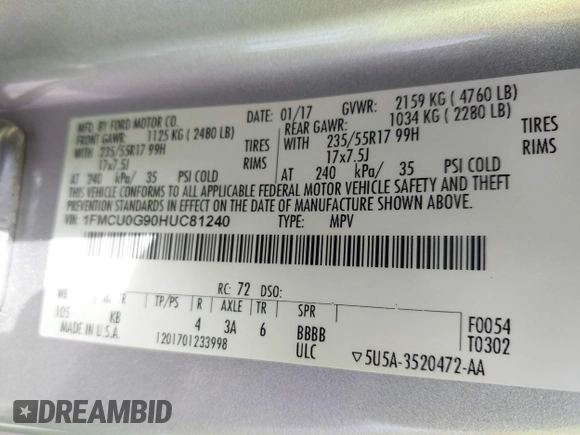 MFD. BY FORD MOTOR CO.
DATE: 01/17 GVWR: 2159 KG ( 4760 LB)
FRONT GAWR: 1125 KG ( 2480 LB)
REAR GAWR: 1034 KG ( 2280 LB)
WITH 235/55R17 99H TIRES
WITH 235/55R17 99H TIRES
17x7.5J RIMS
17x7.5J RIMS
AT 240 kPa/ 35 PSI COLD
AT 240 kPa/ 35 PSI COLD
THIS VEHICLE CONFORMS TO ALL APPLICABLE FEDERAL MOTOR VEHICLE SAFETY AND THEFT
PREVENTION STANDARDS IN EFFECT ON THE DATE OF MANUFACTURE SHOWN ABOVE.
VIN: 1FMCU0G90HUC81240 TYPE: MPV
RC: 72 DSO:
WB TR TP/PS R AXLE TR SPR
105 KB 4 3A 6 BBBB
F0054
T0302
MADE IN U.S.A. 1201701233998 ULC
▽5U5A-3520472-AA
DREAMBID